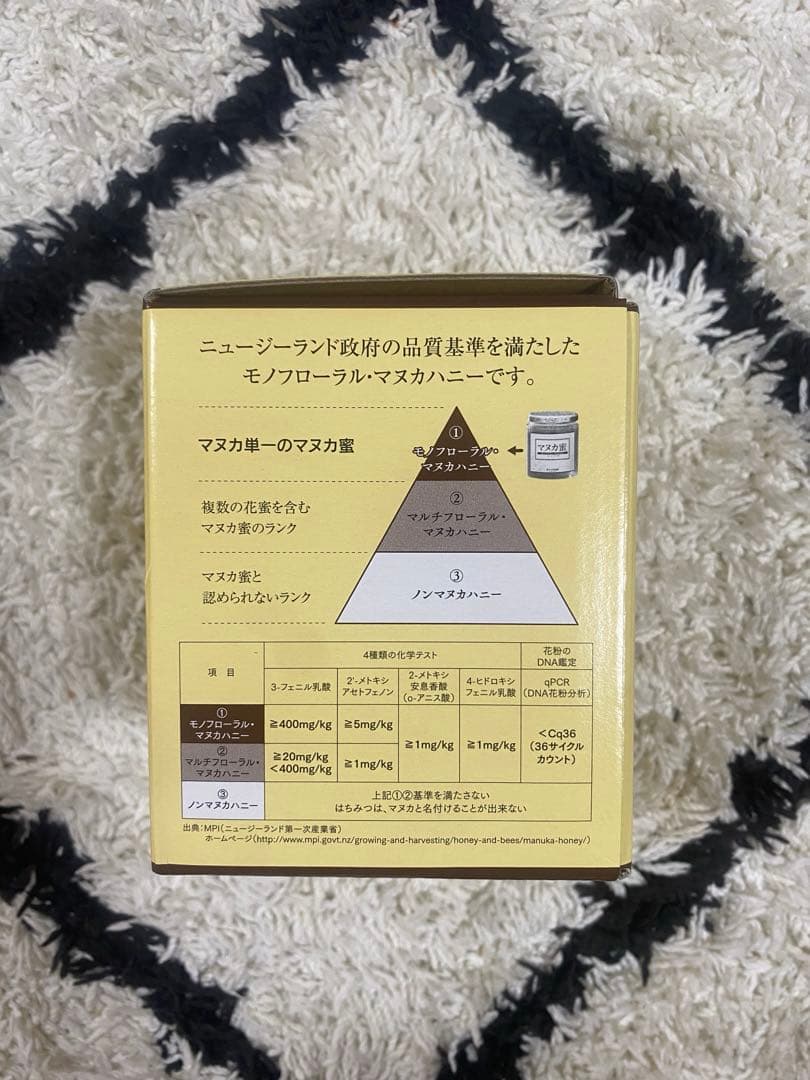 ニュージーランド政府の品質基準を満たした
モノフローラル・マヌカハニーです。
マヌカ単一のマヌカ蜜
①
モノフローラル・
マヌカハニー
マヌカ蜜
複数の花蜜を含む
マヌカ蜜のランク
②
マルチフローラル・
マヌカハニー
マヌカ蜜と
認められないランク
③
ノンマヌカハニー
項 目
4種類の化学テスト
花粉の
DNA鑑定
3-フェニル乳酸
2'-メトキシ
アセトフェノン
2-メトキシ
安息香酸
(o-アニス酸)
4-ヒドロキシ
フェニル乳酸
qPCR
(DNA花粉分析)
①
モノフローラル・
マヌカハニー
≧400mg/kg
≧5mg/kg
≧1mg/kg
≧1mg/kg
<Cq36
(36サイクル
カウント)
②
マルチフローラル・
マヌカハニー
≧20mg/kg
<400mg/kg
≧1mg/kg
③
ノンマヌカハニー
上記①②基準を満たさない
はちみつは、マヌカと名付けることが出来ない
出典:MPI(ニュージーランド第一次産業省)
ホームページ(http://www.mpi.govt.nz/growing-and-harvesting/honey-and-bees/manuka-honey/)